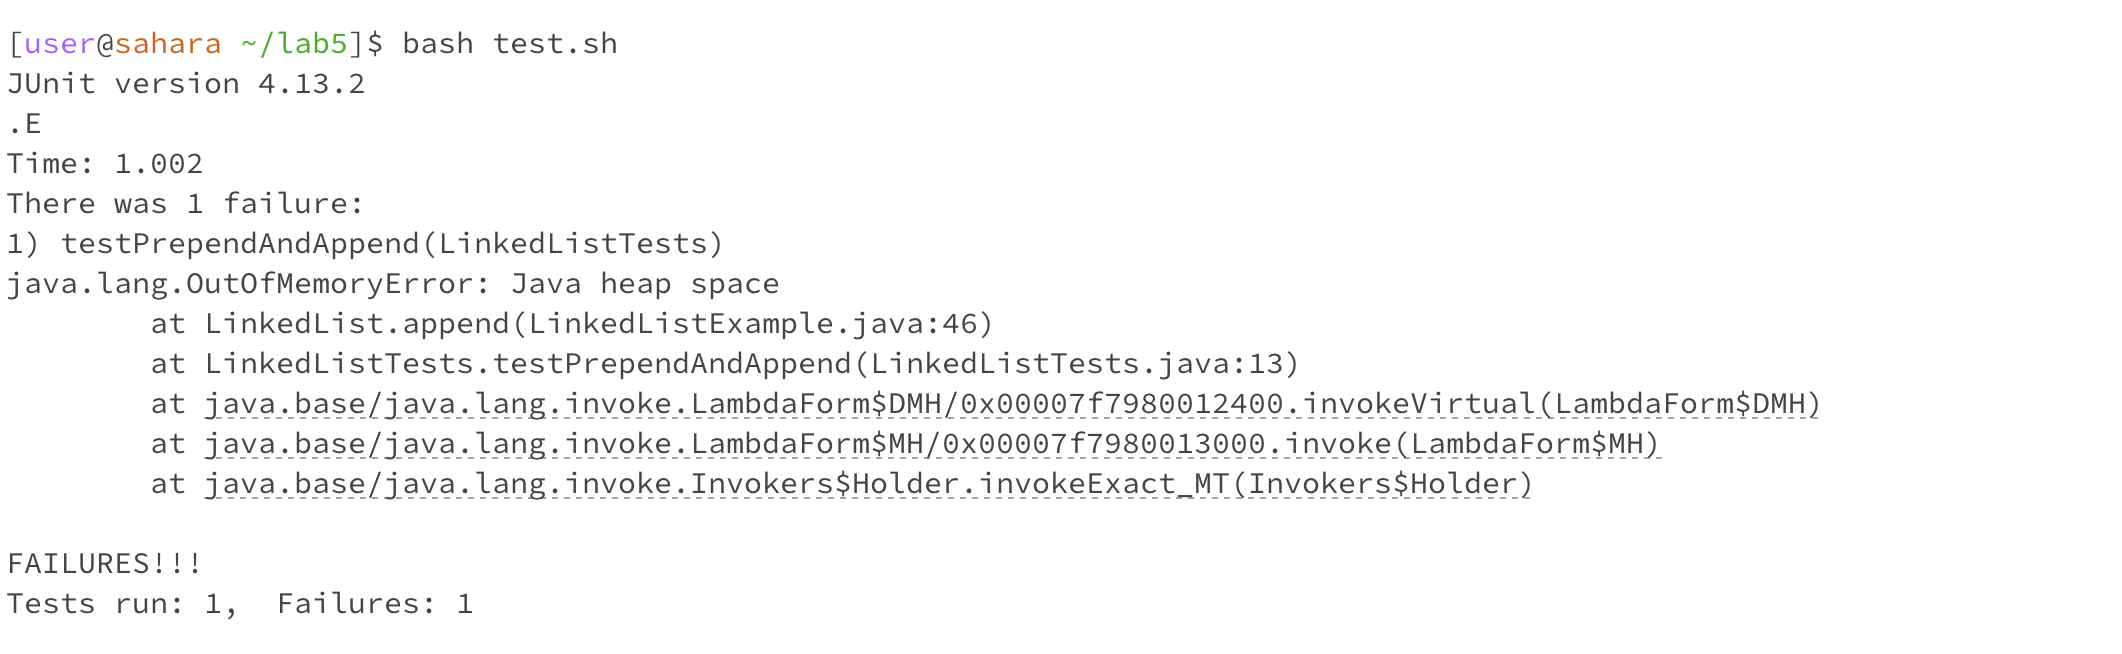 [user@sahara ~/lab5]$ bash test.sh
JUnit version 4.13.2
.E
Time: 1.002
There was 1 failure:
1) testPrependAndAppend(LinkedListTests)
java.lang.OutOfMemoryError: Java heap space
        at LinkedList.append(LinkedListExample.java:46)
        at LinkedListTests.testPrependAndAppend(LinkedListTests.java:13)
        at java.base/java.lang.invoke.LambdaForm$DMH/0x00007f7980012400.invokeVirtual(LambdaForm$DMH)
        at java.base/java.lang.invoke.LambdaForm$MH/0x00007f7980013000.invoke(LambdaForm$MH)
        at java.base/java.lang.invoke.Invokers$Holder.invokeExact_MT(Invokers$Holder)

FAILURES!!!
Tests run: 1,  Failures: 1